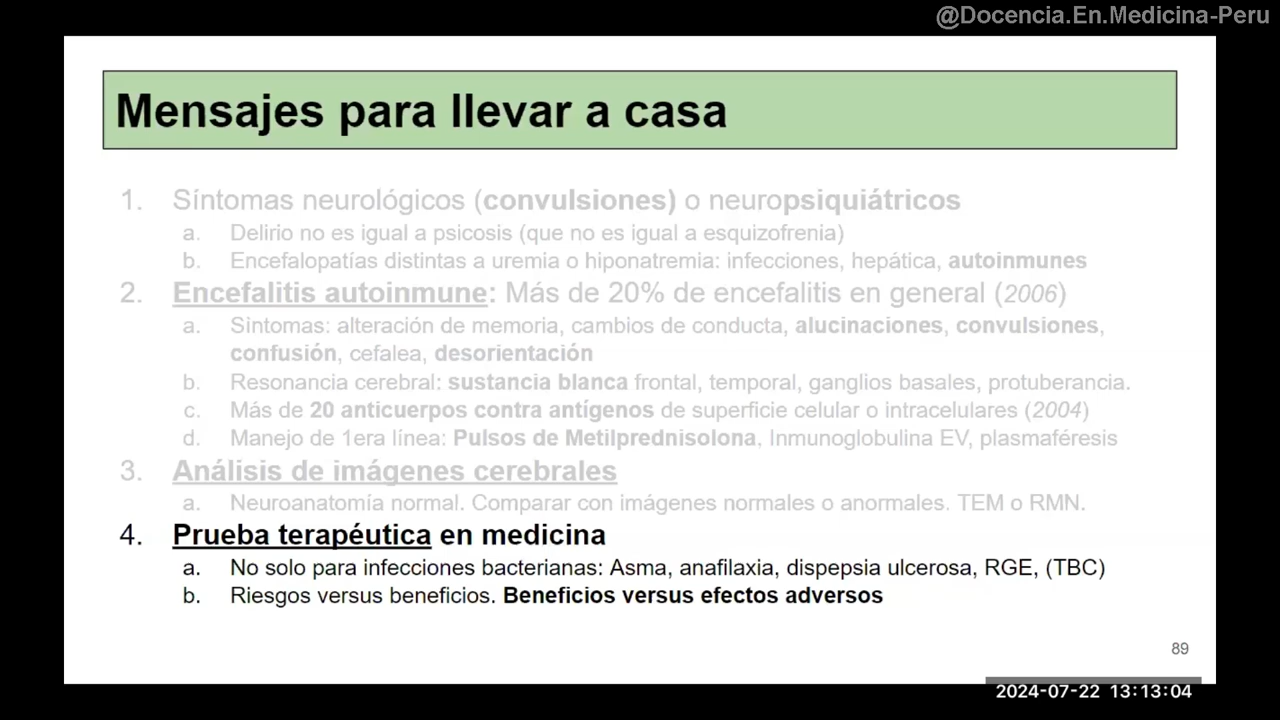 @Docencia.En.Medicina-Peru
Mensajes para llevar a casa
1. Síntomas neurológicos (convulsiones) o neuropsiquiátricos
a. Delirio no es igual a psicosis (que no es igual a esquizofrenia)
b. Encefalopatías distintas a uremia o hiponatremia: infecciones, hepática, autoinmunes
2. Encefalitis autoinmune: Más de 20% de encefalitis en general (2006)
a. Síntomas: alteración de memoria, cambios de conducta, alucinaciones, convulsiones,
confusión, cefalea, desorientación
b. Resonancia cerebral: sustancia blanca frontal, temporal, ganglios basales, protuberancia.
c. Más de 20 anticuerpos contra antígenos de superficie celular o intracelulares (2004)
d. Manejo de 1era línea: Pulsos de Metilprednisolona, Inmunoglobulina EV, plasmaféresis
3. Análisis de imágenes cerebrales
a. Neuroanatomía normal. Comparar con imágenes normales o anormales. TEM o RMN.
4. Prueba terapéutica en medicina
a. No solo para infecciones bacterianas: Asma, anafilaxia, dispepsia ulcerosa, RGE, (TBC)
b. Riesgos versus beneficios. Beneficios versus efectos adversos
89
2024-07-22 13:13:04